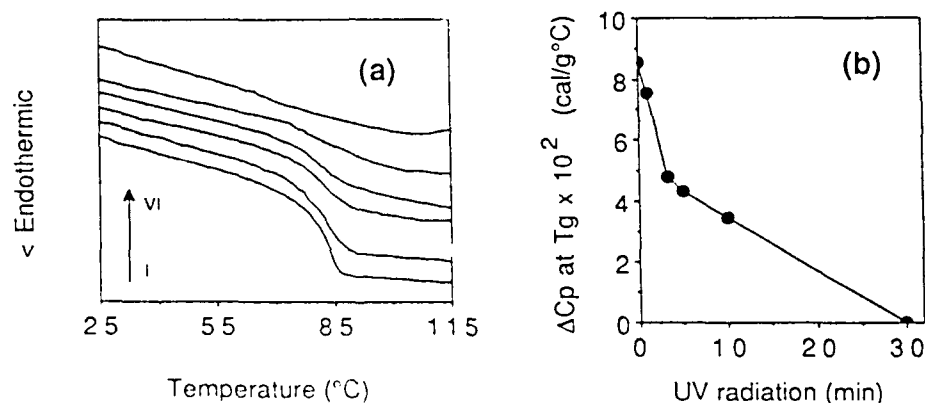 (a)
< Endothermic
VI
I
25 55 85 115
Temperature (°C)
(b)
ΔCp at Tg x 10² (cal/g°C)
10
8
6
4
2
0
0 10 20 30
UV radiation (min)